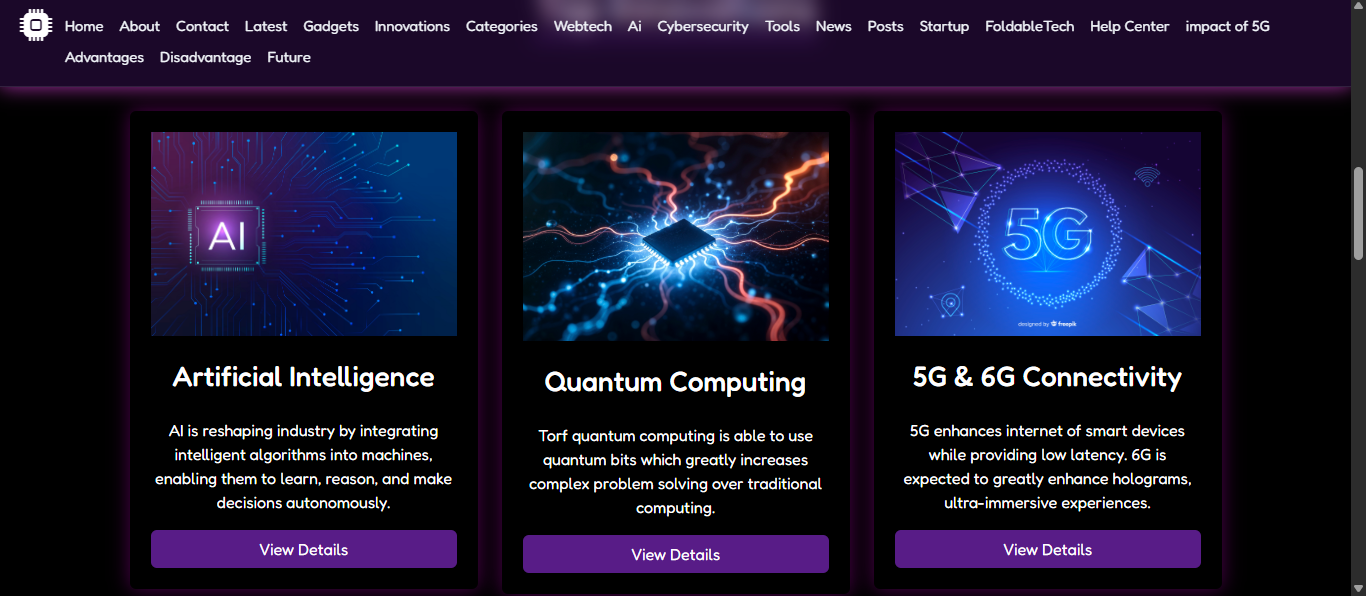 Home About Contact Latest Gadgets Innovations Categories Webtech Ai Cybersecurity Tools News Posts Startup FoldableTech Help Center impact of 5G
Advantages Disadvantage Future
AI
5G
designed by freepik
Artificial Intelligence
AI is reshaping industry by integrating
intelligent algorithms into machines,
enabling them to learn, reason, and make
decisions autonomously.
View Details
Quantum Computing
Torf quantum computing is able to use
quantum bits which greatly increases
complex problem solving over traditional
computing.
View Details
5G & 6G Connectivity
5G enhances internet of smart devices
while providing low latency. 6G is
expected to greatly enhance holograms,
ultra-immersive experiences.
View Details